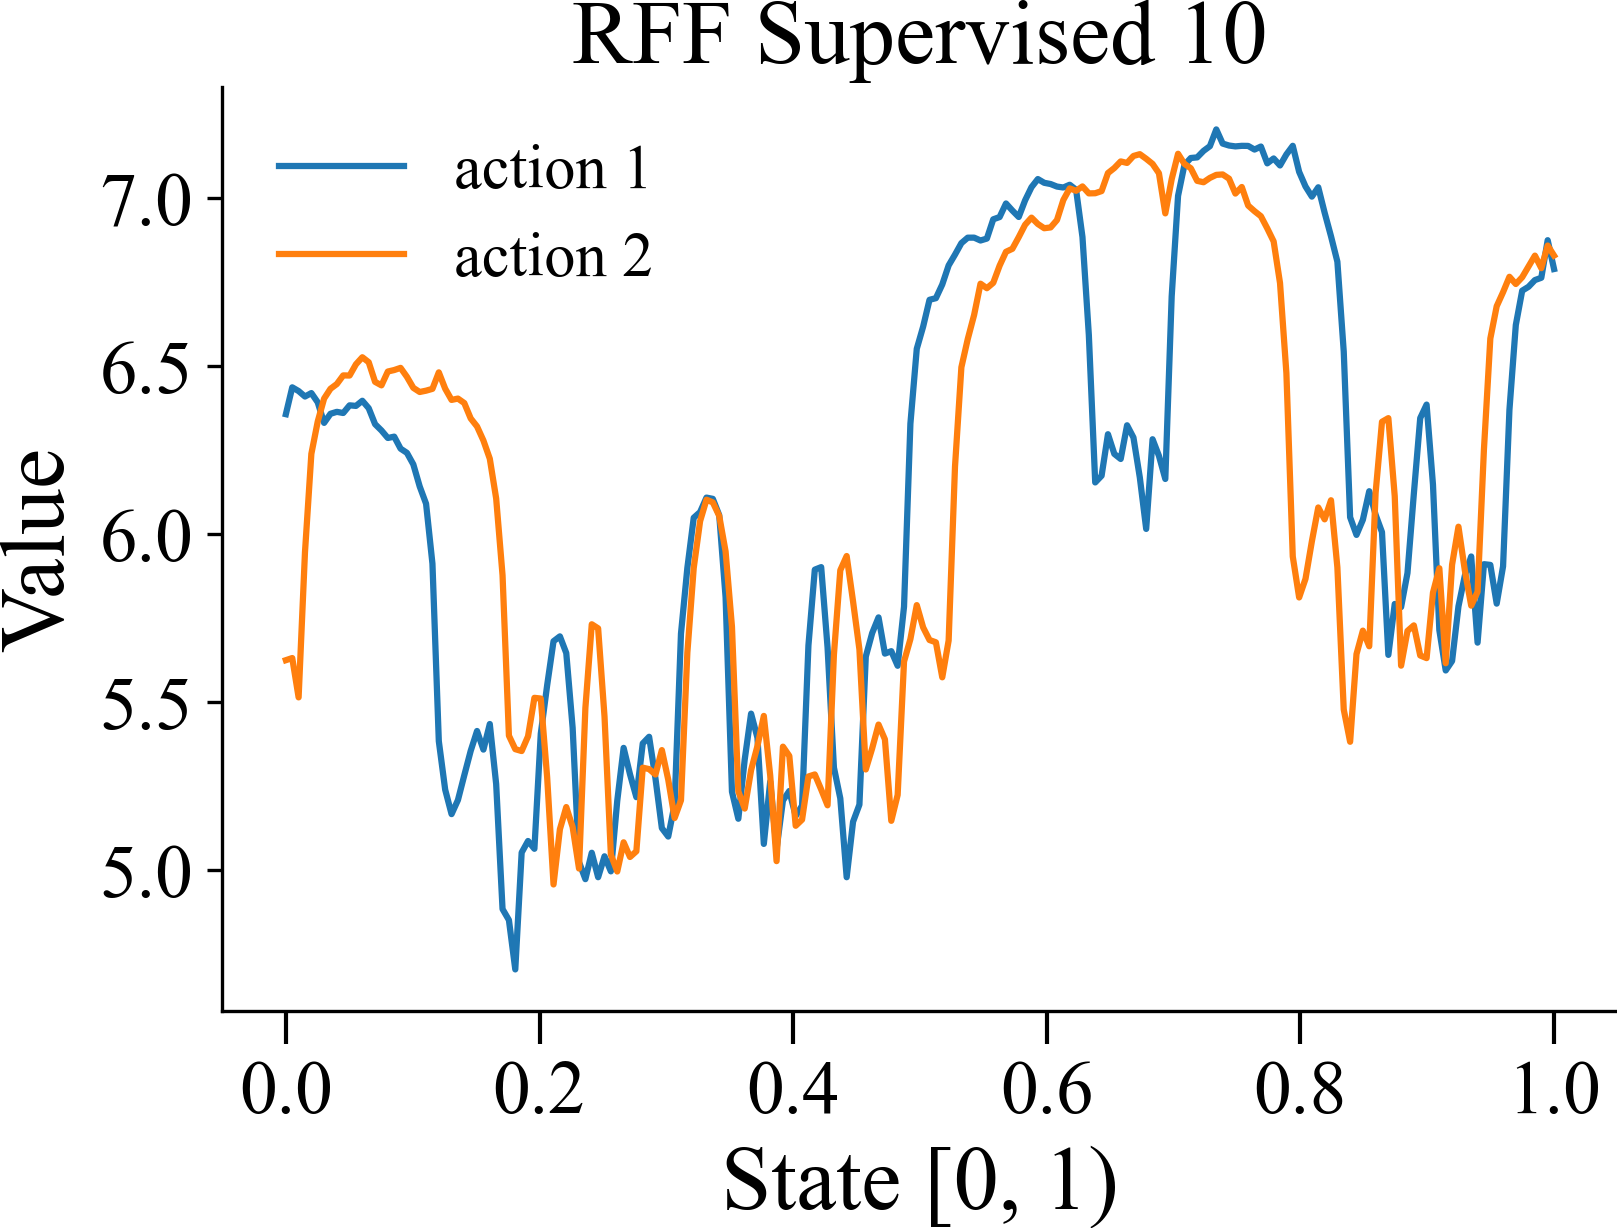 RFF Supervised 10
action 1
action 2
Value
7.0
6.5
6.0
5.5
5.0
0.0 0.2 0.4 0.6 0.8 1.0
State [0, 1)